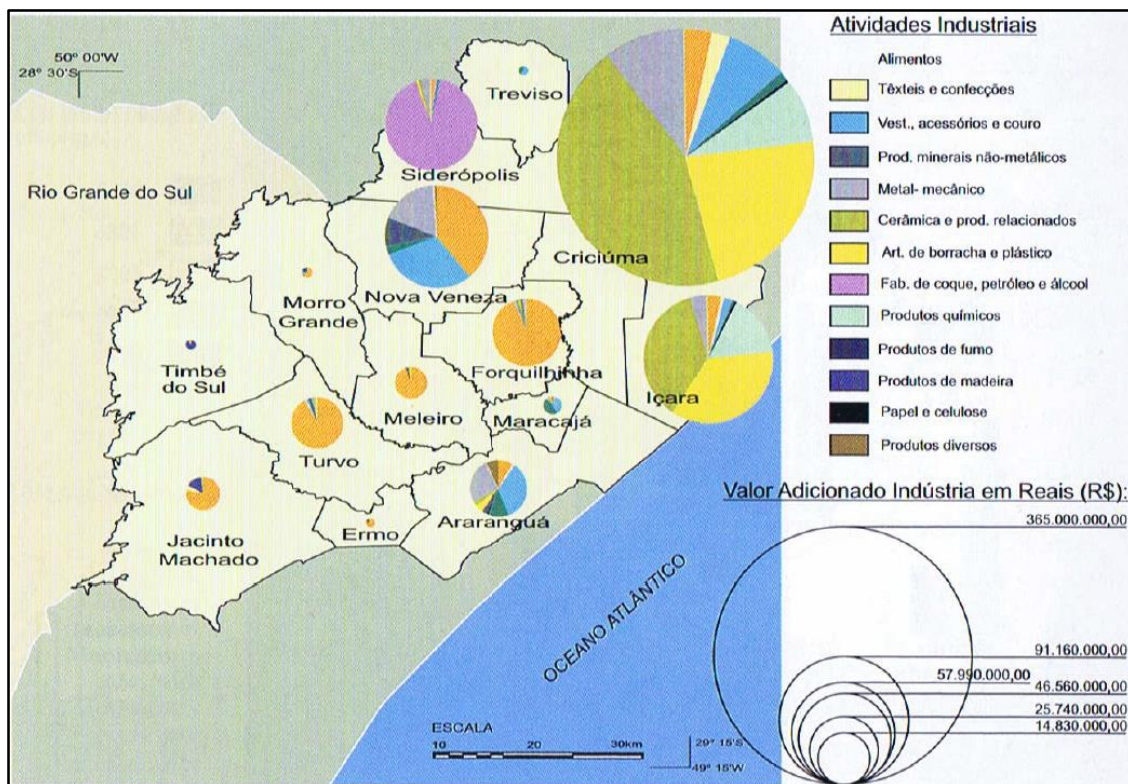 50° 00'W
28° 30'S
Rio Grande do Sul
Treviso
Siderópolis
Criciúma
Nova Veneza
Morro
Grande
Timbé
do Sul
Forquilhinha
Içara
Meleiro
Maracajá
Turvo
Jacinto
Machado
Ermo
Araranguá
OCEANO ATLÂNTICO
ESCALA
10 20 30km
29° 15'S
49° 15'W
Atividades Industriais
Alimentos
Têxteis e confecções
Vest., acessórios e couro
Prod. minerais não-metálicos
Metal- mecânico
Cerâmica e prod. relacionados
Art. de borracha e plástico
Fab. de coque, petróleo e álcool
Produtos químicos
Produtos de fumo
Produtos de madeira
Papel e celulose
Produtos diversos
Valor Adicionado Indústria em Reais (R$):
365.000.000,00
91.160.000,00
57.990.000,00
46.560.000,00
25.740.000,00
14.830.000,00